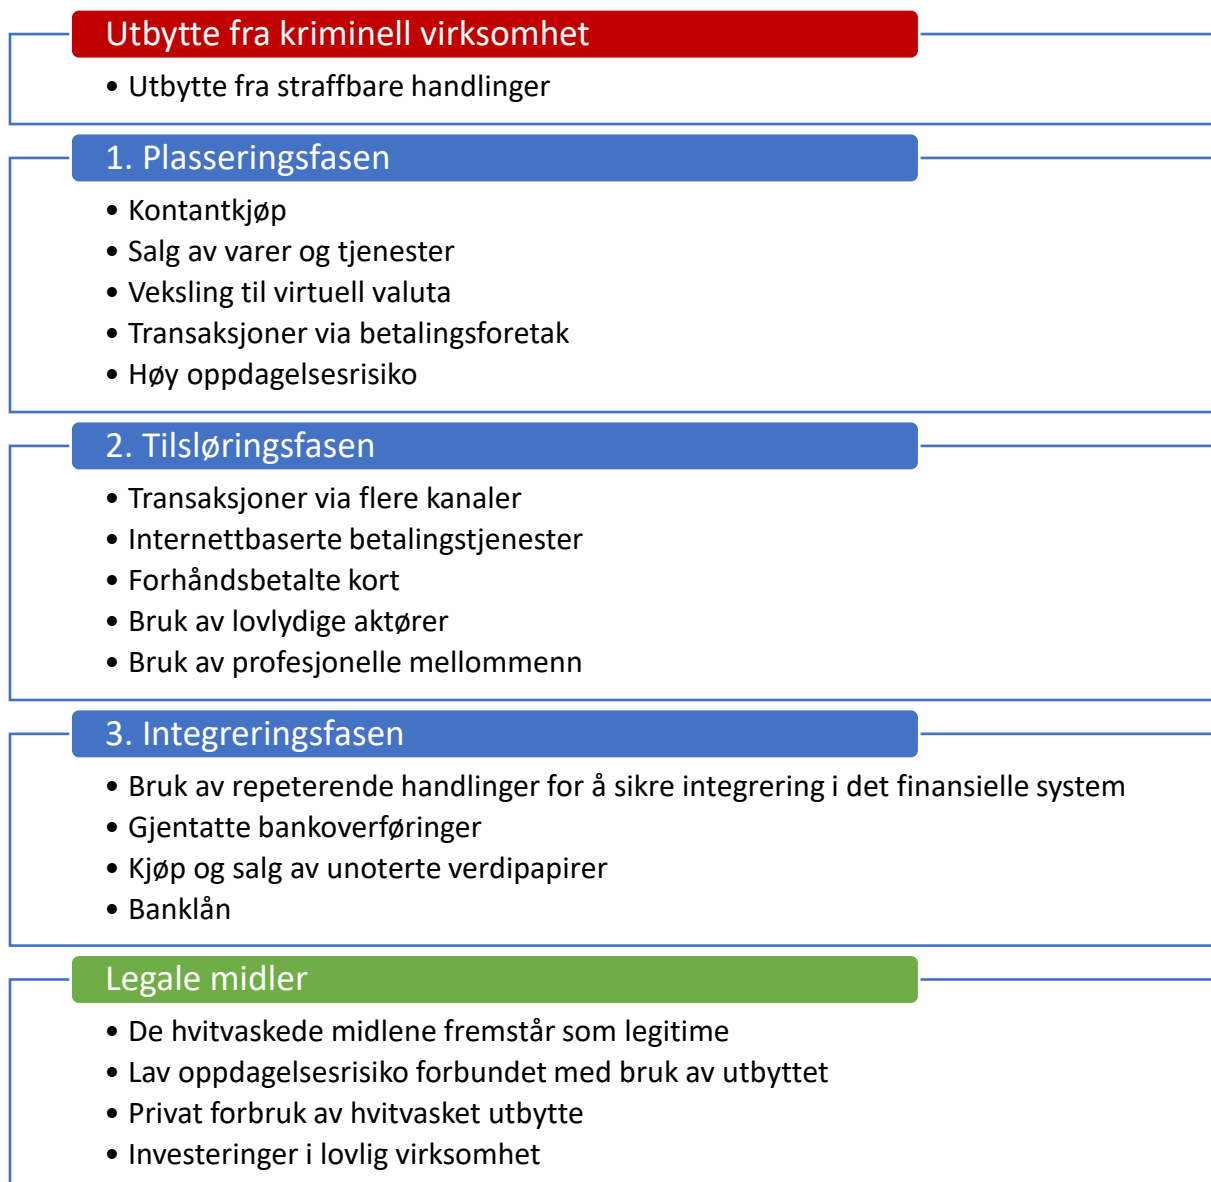 Utbytte fra kriminell virksomhet
• Utbytte fra straffbare handlinger
1. Plasseringsfasen
• Kontantkjøp
• Salg av varer og tjenester
• Veksling til virtuell valuta
• Transaksjoner via betalingsforetak
• Høy oppdagelsesrisiko
2. Tilsløringsfasen
• Transaksjoner via flere kanaler
• Internettbaserte betalingstjenester
• Forhåndsbetalte kort
• Bruk av lovlydige aktører
• Bruk av profesjonelle mellommenn
3. Integreringsfasen
• Bruk av repeterende handlinger for å sikre integrering i det finansielle system
• Gjentatte bankoverføringer
• Kjøp og salg av unoterte verdipapirer
• Banklån
Legale midler
• De hvitvaskede midlene fremstår som legitime
• Lav oppdagelsesrisiko forbundet med bruk av utbyttet
• Privat forbruk av hvitvasket utbytte
• Investeringer i lovlig virksomhet